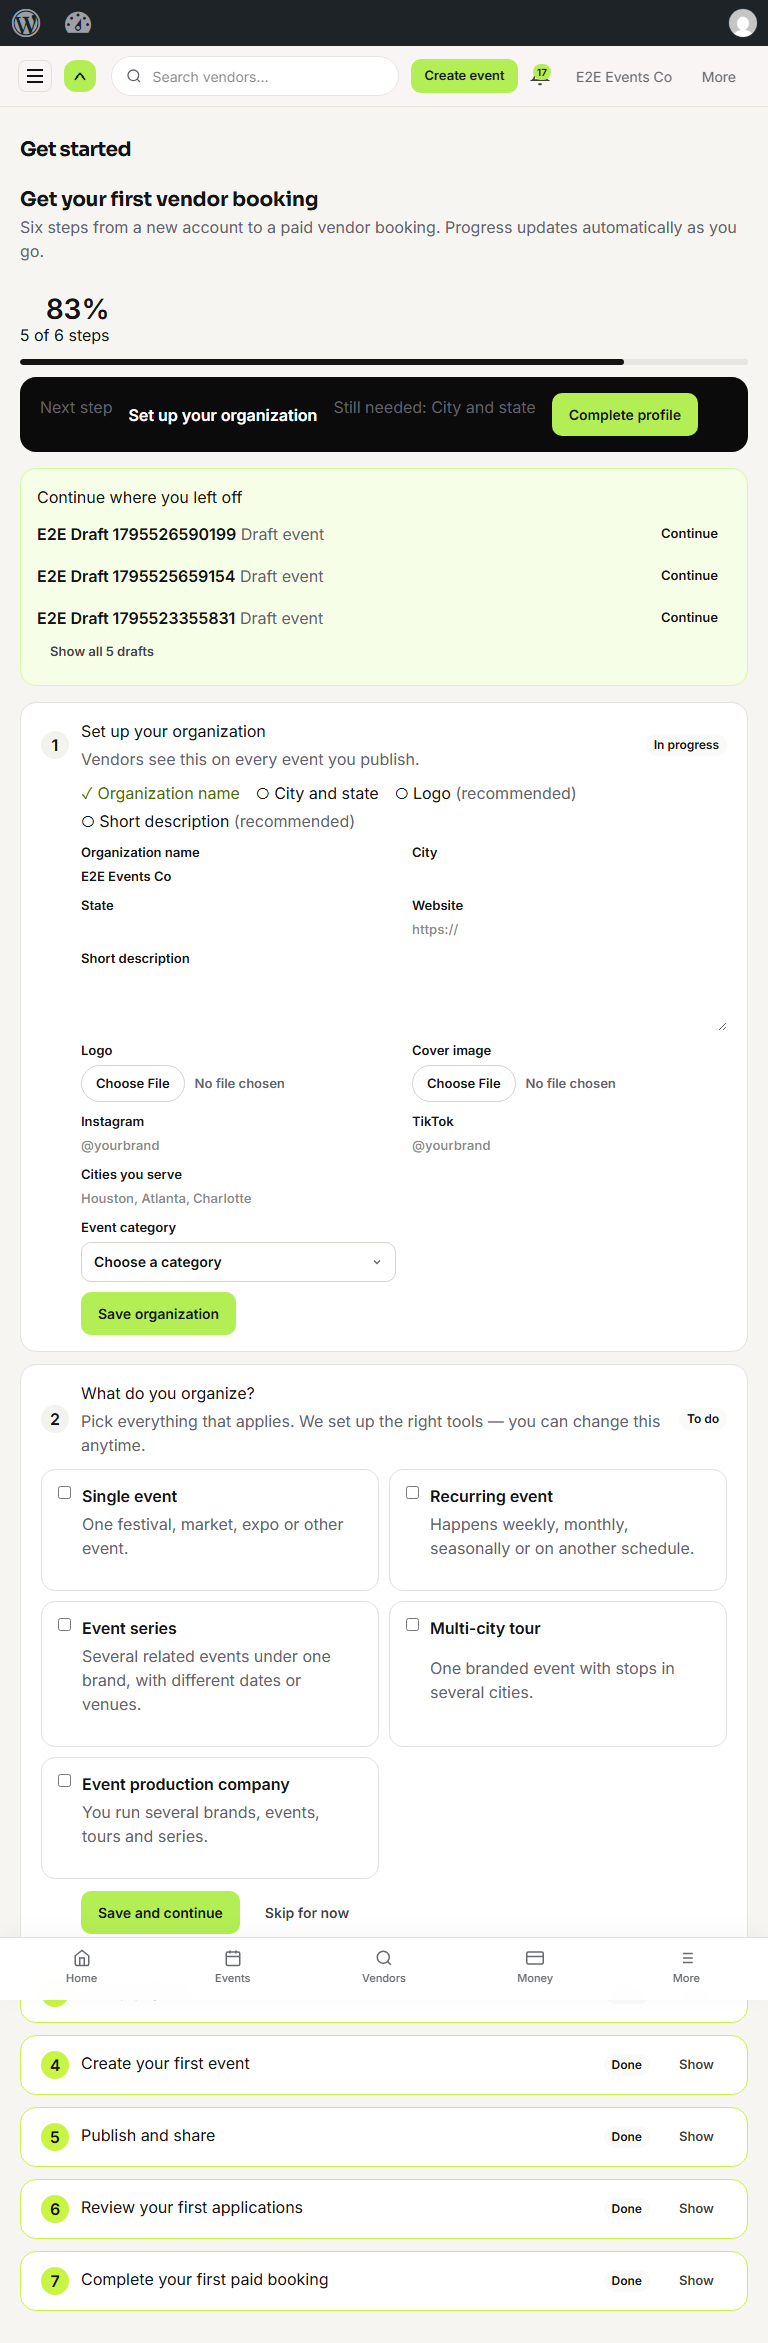 Search vendors...
Create event
17
E2E Events Co
More
Get started
Get your first vendor booking
Six steps from a new account to a paid vendor booking. Progress updates automatically as you
go.
83%
5 of 6 steps
Next step
Set up your organization
Still needed: City and state
Complete profile
Continue where you left off
E2E Draft 1795526590199 Draft event
Continue
E2E Draft 1795525659154 Draft event
Continue
E2E Draft 1795523355831 Draft event
Continue
Show all 5 drafts
1
Set up your organization
Vendors see this on every event you publish.
In progress
✓ Organization name
City and state
Logo (recommended)
Short description (recommended)
Organization name
City
E2E Events Co
State
Website
https://
Short description
Logo
Cover image
Choose File
No file chosen
Choose File
No file chosen
Instagram
TikTok
@yourbrand
@yourbrand
Cities you serve
Houston, Atlanta, Charlotte
Event category
Choose a category
Save organization
2
What do you organize?
Pick everything that applies. We set up the right tools — you can change this
anytime.
To do
Single event
One festival, market, expo or other
event.
Recurring event
Happens weekly, monthly,
seasonally or on another schedule.
Event series
Several related events under one
brand, with different dates or
venues.
Multi-city tour
One branded event with stops in
several cities.
Event production company
You run several brands, events,
tours and series.
Save and continue
Skip for now
Home
Events
Vendors
Money
More
4
Create your first event
Done
Show
5
Publish and share
Done
Show
6
Review your first applications
Done
Show
7
Complete your first paid booking
Done
Show